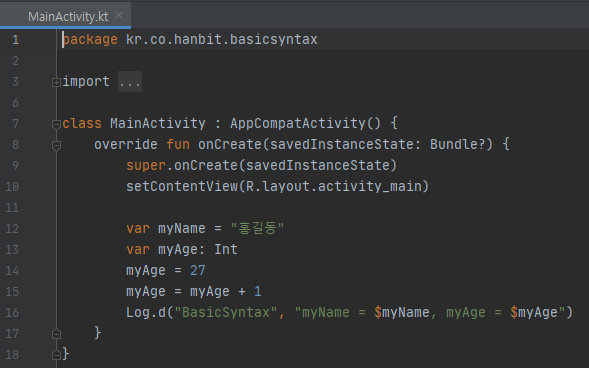 MainActivity.kt
1 package kr.co.hanbit.basicsyntax
2
3 import ...
6
7 class MainActivity : AppCompatActivity() {
8 override fun onCreate(savedInstanceState: Bundle?) {
9 super.onCreate(savedInstanceState)
10 setContentView(R.layout.activity_main)
11
12 var myName = "홍길동"
13 var myAge: Int
14 myAge = 27
15 myAge = myAge + 1
16 Log.d("BasicSyntax", "myName = $myName, myAge = $myAge")
17 }
18 }